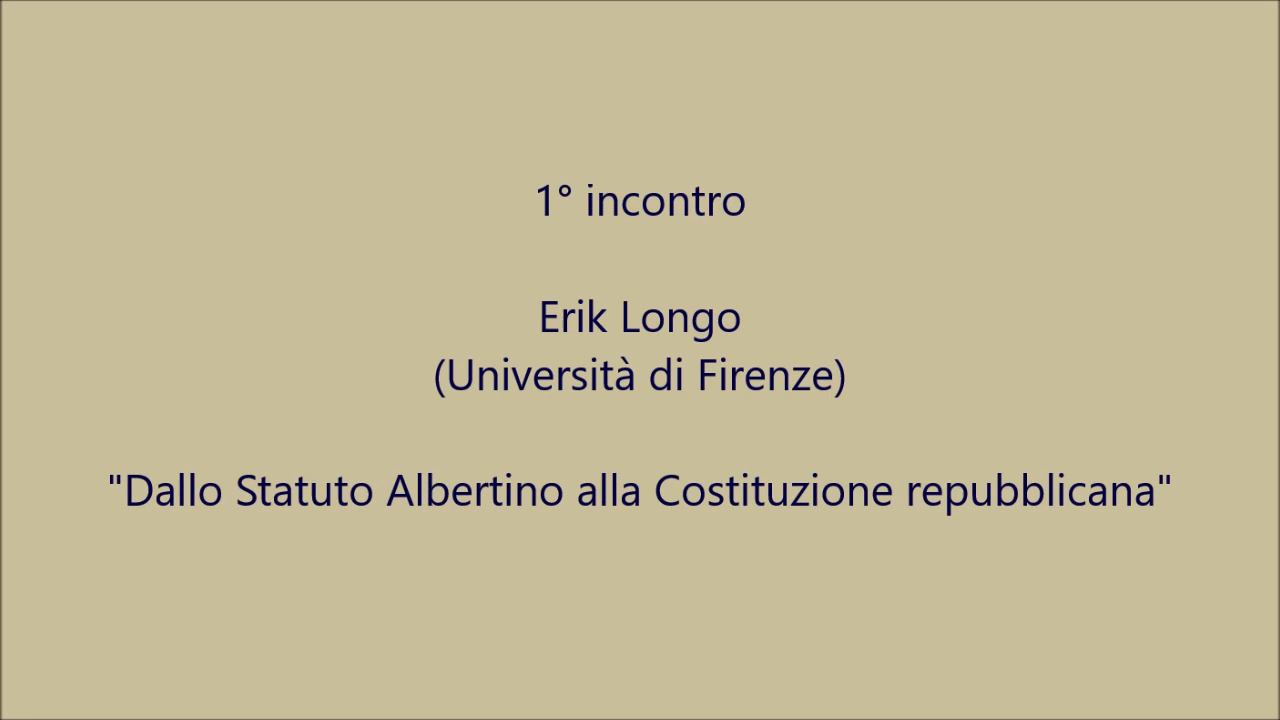 1° incontro
Erik Longo
(Università di Firenze)
"Dallo Statuto Albertino alla Costituzione repubblicana"